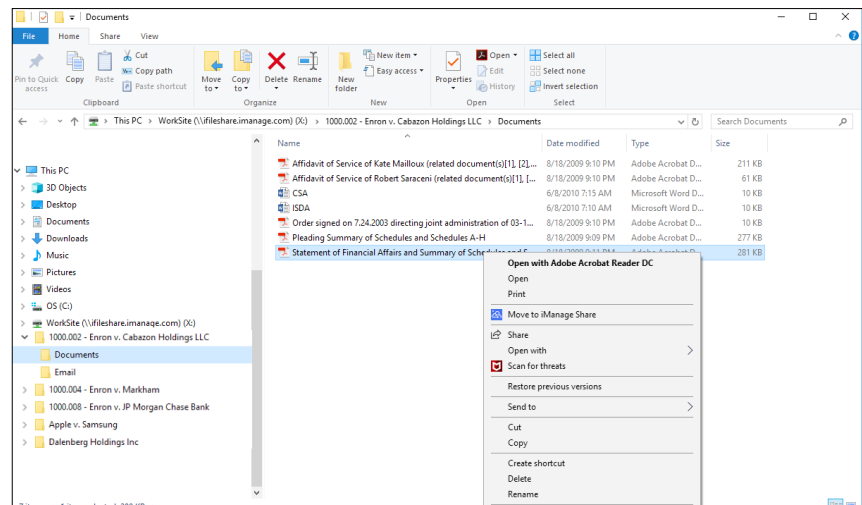 Documents
File Home Share View
Pin to Quick access
Copy
Paste
Cut
Copy path
Paste shortcut
Clipboard
Move to
Copy to
Delete
Rename
Organize
New folder
New item
Easy access
New
Properties
Open
Edit
History
Open
Select all
Select none
Invert selection
Select
This PC > WorkSite (\\ifileshare.imanage.com) (X:) > 1000.002 - Enron v. Cabazon Holdings LLC > Documents
Search Documents
Name Date modified Type Size
Affidavit of Service of Kate Mailloux (related document(s)[1], [2],... 8/18/2009 9:10 PM Adobe Acrobat D... 211 KB
Affidavit of Service of Robert Saraceni (related document(s)[1], [... 8/18/2009 9:10 PM Adobe Acrobat D... 61 KB
CSA 6/8/2010 7:15 AM Microsoft Word D... 10 KB
ISDA 6/8/2010 7:10 AM Microsoft Word D... 10 KB
Order signed on 7.24.2003 directing joint administration of 03-1... 8/18/2009 9:10 PM Adobe Acrobat D... 10 KB
Pleading Summary of Schedules and Schedules A-H 8/18/2009 9:09 PM Adobe Acrobat D... 277 KB
Statement of Financial Affairs and Summary of Schedules and S... 8/18/2009 9:11 PM Adobe Acrobat D... 281 KB
This PC
3D Objects
Desktop
Documents
Downloads
Music
Pictures
Videos
OS (C:)
WorkSite (\\ifileshare.imanage.com) (X:)
1000.002 - Enron v. Cabazon Holdings LLC
Documents
Email
1000.004 - Enron v. Markham
1000.008 - Enron v. JP Morgan Chase Bank
Apple v. Samsung
Dalenberg Holdings Inc
Open with Adobe Acrobat Reader DC
Open
Print
Move to iManage Share
Share
Open with
Scan for threats
Restore previous versions
Send to
Cut
Copy
Create shortcut
Delete
Rename